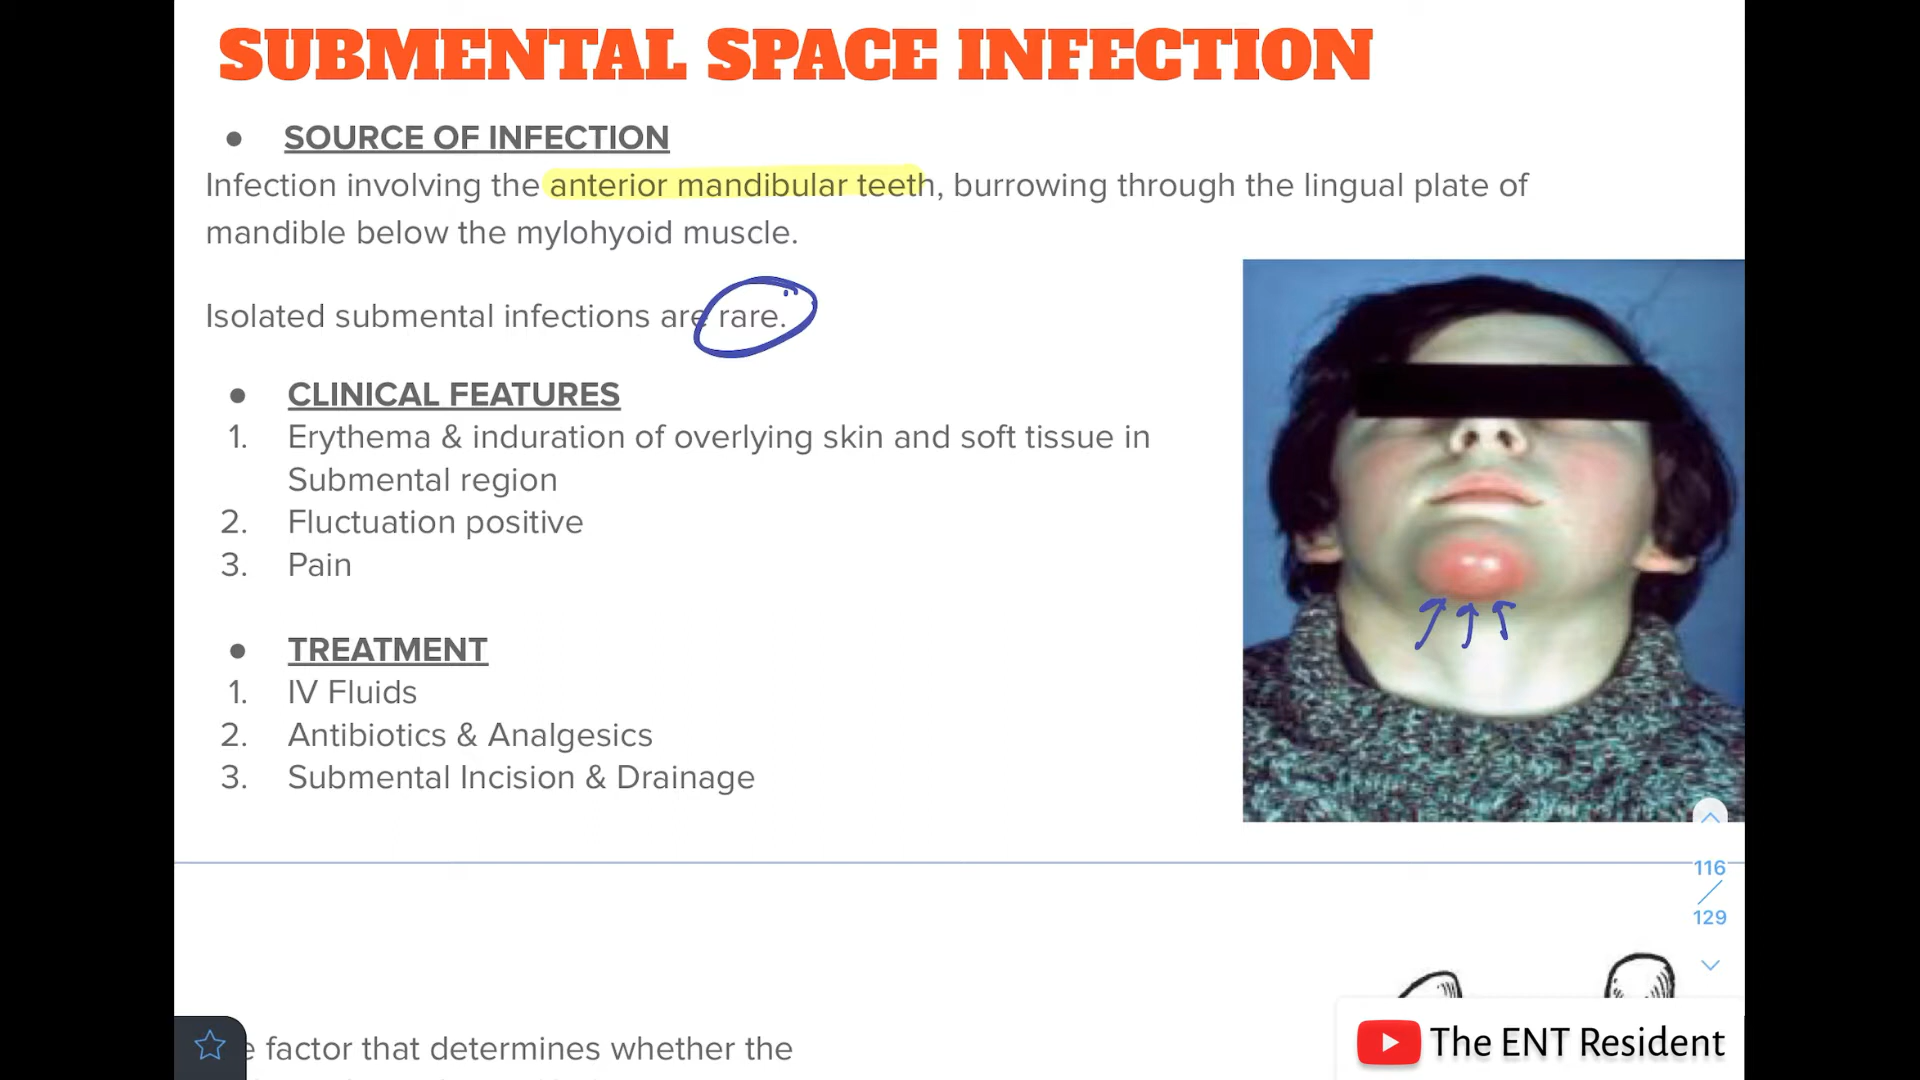 SUBMENTAL SPACE INFECTION
● SOURCE OF INFECTION
Infection involving the anterior mandibular teeth, burrowing through the lingual plate of
mandible below the mylohyoid muscle.
Isolated submental infections are rare.
● CLINICAL FEATURES
1. Erythema & induration of overlying skin and soft tissue in
Submental region
2. Fluctuation positive
3. Pain
● TREATMENT
1. IV Fluids
2. Antibiotics & Analgesics
3. Submental Incision & Drainage
116
/
129
e factor that determines whether the
The ENT Resident